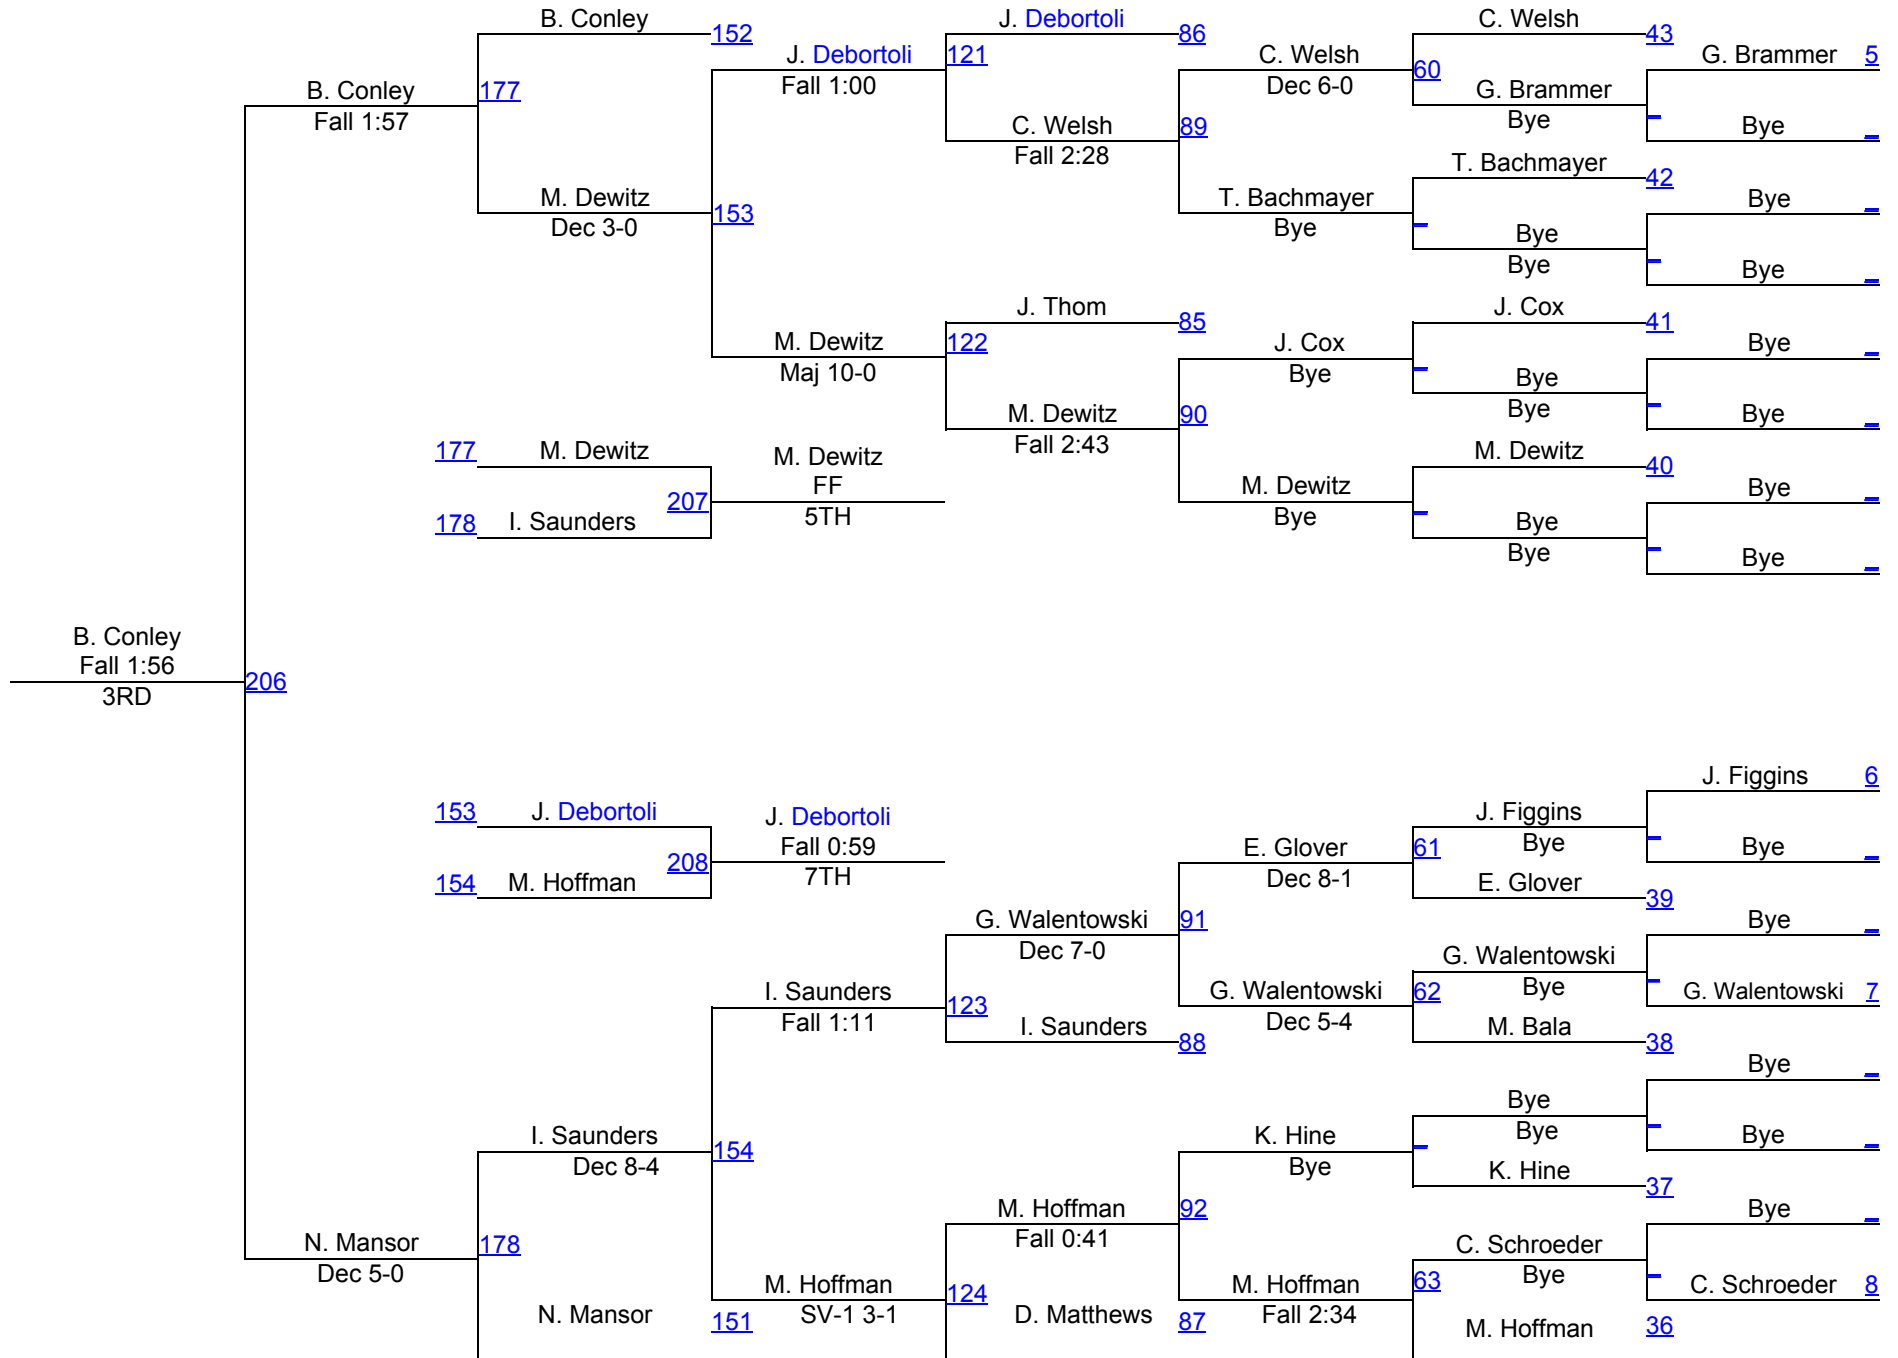 B. Conley
152
J. Debortoli
86
C. Welsh
43
G. Brammer 5
J. Debortoli
121
C. Welsh
60
Fall 1:00
Dec 6-0
B. Conley
177
G. Brammer
Fall 1:57
Bye
C. Welsh
89
Bye
Fall 2:28
T. Bachmayer
42
M. Dewitz
153
T. Bachmayer
Bye
Dec 3-0
Bye
Bye
Bye
Bye
J. Thom
85
J. Cox
41
M. Dewitz
122
J. Cox
Bye
Maj 10-0
Bye
Bye
Bye
M. Dewitz
90
Bye
Fall 2:43
177
M. Dewitz
M. Dewitz
M. Dewitz
40
FF
207
5TH
M. Dewitz
Bye
178
I. Saunders
Bye
Bye
Bye
Bye
B. Conley
Fall 1:56
206
3RD
J. Figgins 6
153
J. Debortoli
J. Debortoli
J. Figgins
Fall 0:59
208
7TH
E. Glover
61
Bye
Bye
154
M. Hoffman
Dec 8-1
E. Glover
39
G. Walentowski
91
Bye
Dec 7-0
G. Walentowski
I. Saunders
123
G. Walentowski
62
Bye
G. Walentowski 7
Fall 1:11
I. Saunders
88
Dec 5-4
M. Bala
38
Bye
I. Saunders
154
K. Hine
Bye
Bye
Bye
Dec 8-4
Bye
K. Hine
37
M. Hoffman
92
Bye
Fall 0:41
N. Mansor
178
C. Schroeder
Dec 5-0
Bye
M. Hoffman
124
M. Hoffman
63
C. Schroeder 8
N. Mansor
151
SV-1 3-1
D. Matthews
87
Fall 2:34
M. Hoffman
36